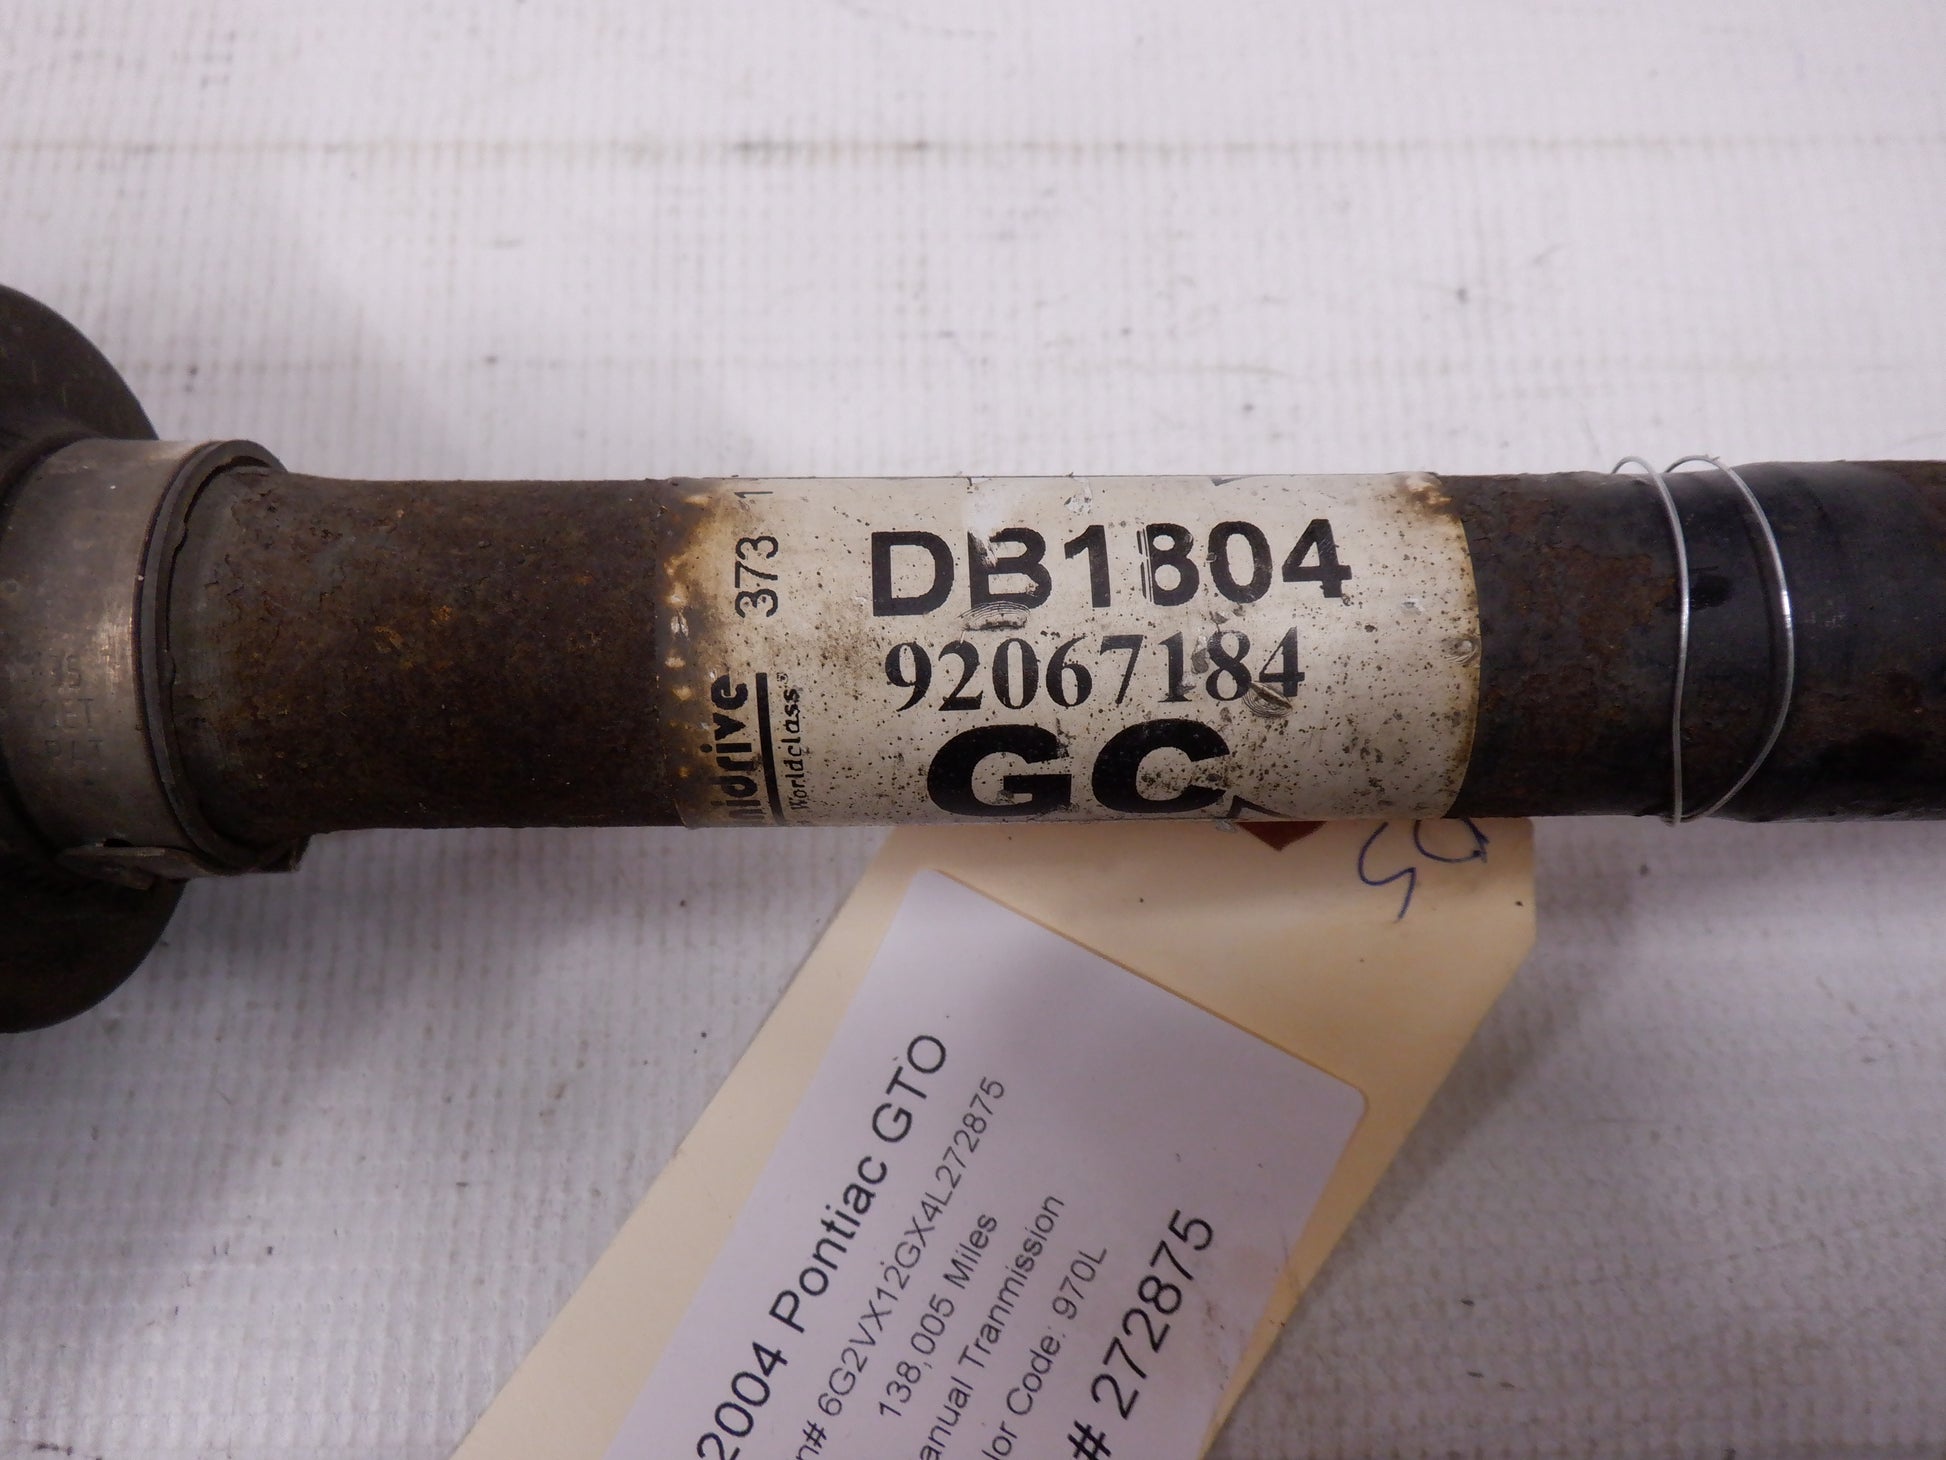 373 1
nidrive
Worldclass®
DB1804
92067184
GC
2004 Pontiac GTO
n# 6G2VX12GX4L272875
138,005 Miles
anual Tranmission
lor Code: 970L
# 272875